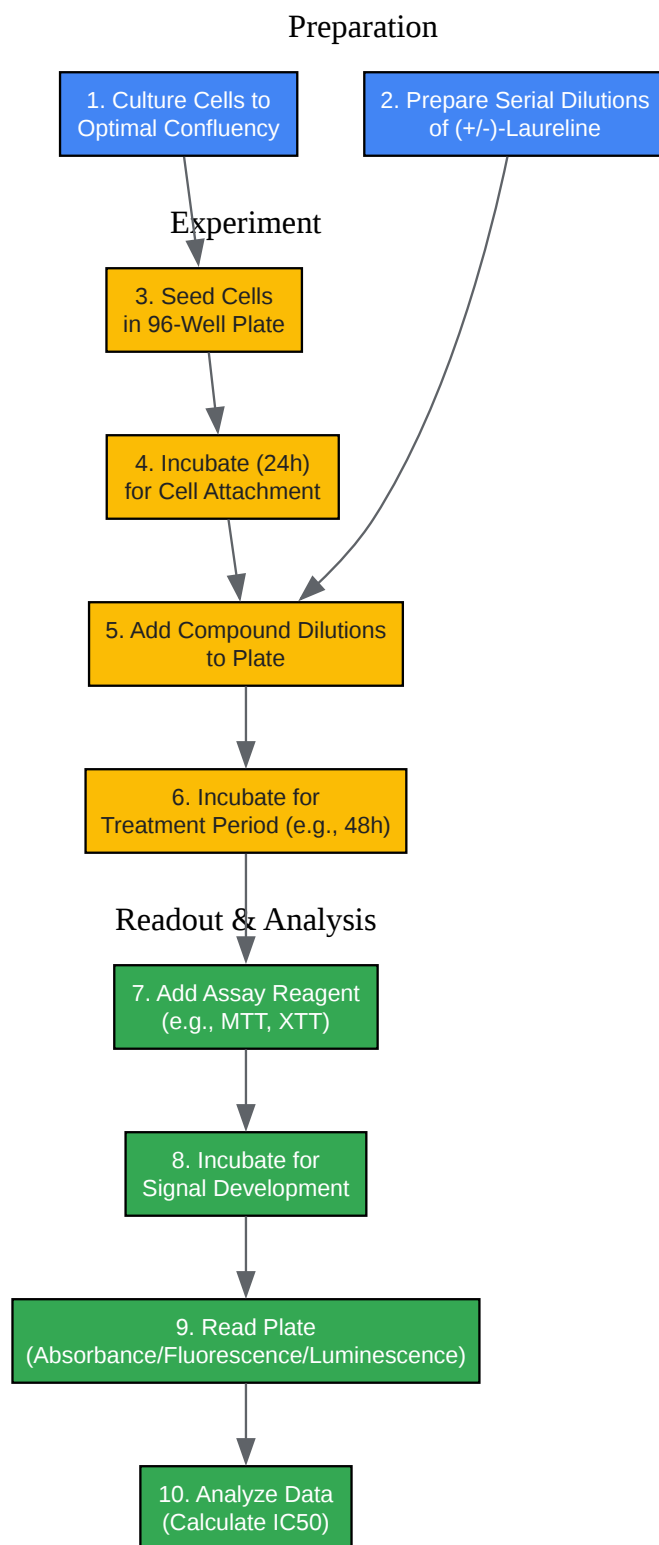 Preparation
1. Culture Cells to
Optimal Confluency
2. Prepare Serial Dilutions
of (+/-)-Laureline
Experiment
3. Seed Cells
in 96-Well Plate
4. Incubate (24h)
for Cell Attachment
5. Add Compound Dilutions
to Plate
6. Incubate for
Treatment Period (e.g., 48h)
Readout & Analysis
7. Add Assay Reagent
(e.g., MTT, XTT)
8. Incubate for
Signal Development
9. Read Plate
(Absorbance/Fluorescence/Luminescence)
10. Analyze Data
(Calculate IC50)